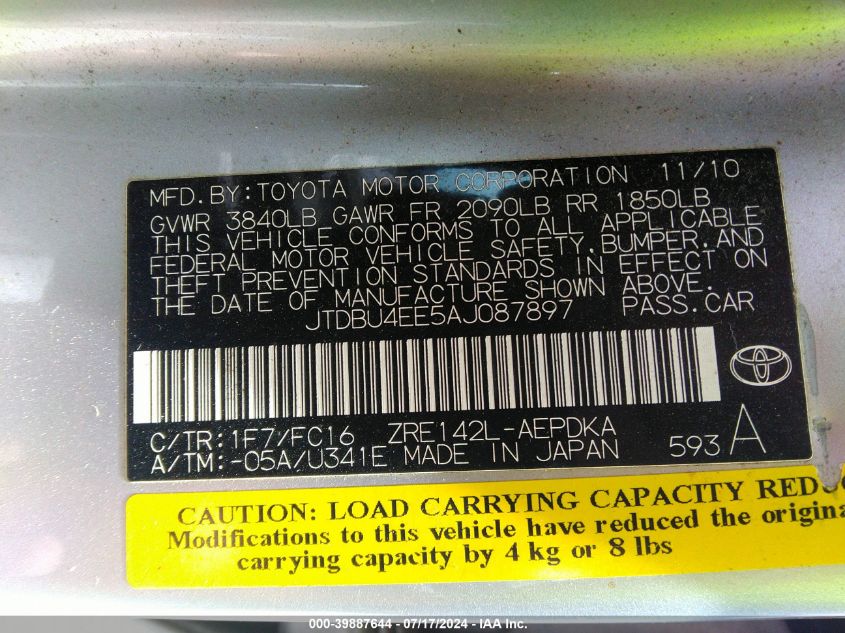 MFD.BY:TOYOTA MOTOR CORPORATION 11/10
GVWR 3840LB GAWR FR 2090LB RR 1850LB
THIS VEHICLE CONFORMS TO ALL APPLICABLE
FEDERAL MOTOR VEHICLE SAFETY,BUMPER,AND
THEFT PREVENTION STANDARDS IN EFFECT ON
THE DATE OF MANUFACTURE SHOWN ABOVE.
JTDBU4EE5AJ087897 PASS.CAR
C/TR:1F7/FC16 ZRE142L-AEPDKA
A/TM:-05A/U341E MADE IN JAPAN 593 A
CAUTION: LOAD CARRYING CAPACITY
Modifications to this vehicle have reduced the
carrying capacity by 4 kg or 8 lbs
000-39887644 - 07/17/2024 - IAA, Inc.